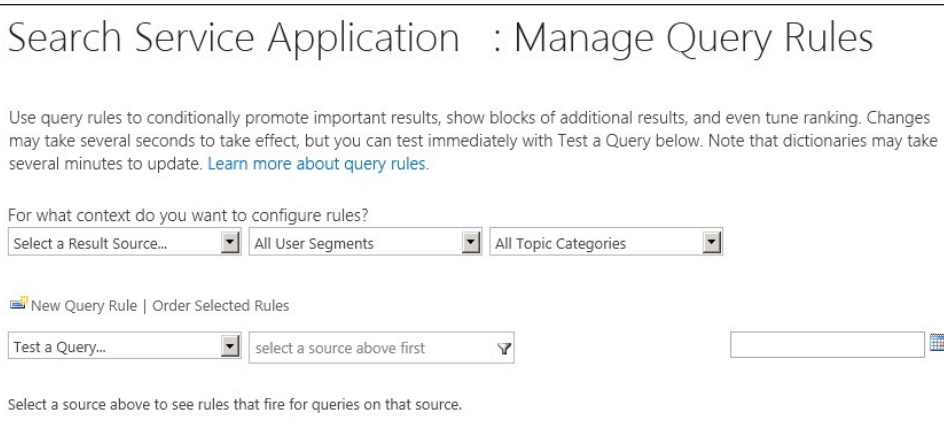 Search Service Application : Manage Query Rules
Use query rules to conditionally promote important results, show blocks of additional results, and even tune ranking. Changes
may take several seconds to take effect, but you can test immediately with Test a Query below. Note that dictionaries may take
several minutes to update. Learn more about query rules.
For what context do you want to configure rules?
Select a Result Source... All User Segments All Topic Categories
New Query Rule | Order Selected Rules
Test a Query... select a source above first
Select a source above to see rules that fire for queries on that source.